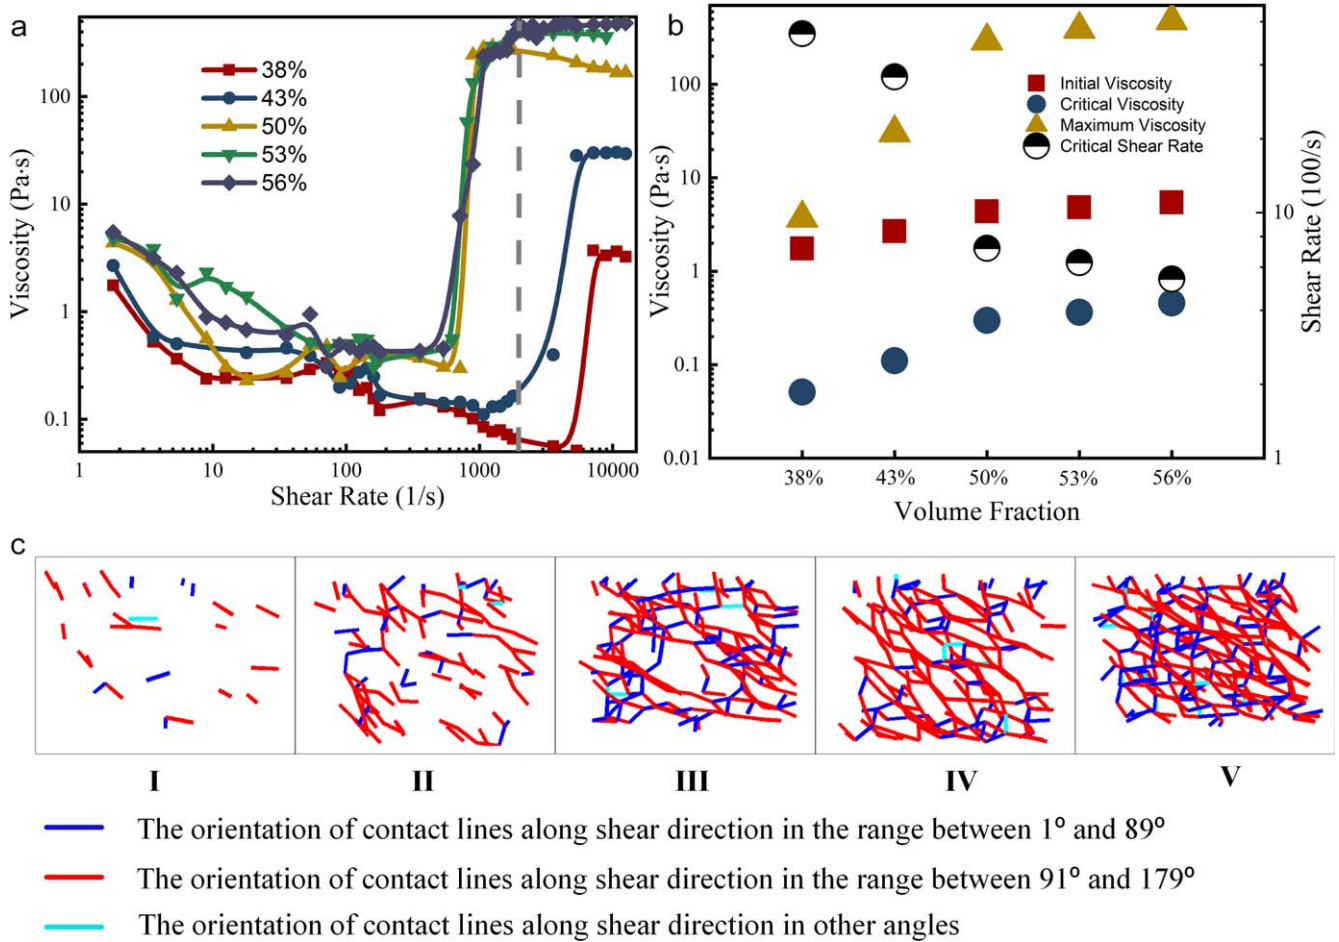 a
Viscosity (Pa·s)
100
10
1
0.1
38%
43%
50%
53%
56%
1
10
100
1000
10000
Shear Rate (1/s)
b
Viscosity (Pa·s)
100
10
1
0.1
0.01
Initial Viscosity
Critical Viscosity
Maximum Viscosity
Critical Shear Rate
10
1
Shear Rate (100/s)
38%
43%
50%
53%
56%
Volume Fraction
c
I
II
III
IV
V
The orientation of contact lines along shear direction in the range between 1° and 89°
The orientation of contact lines along shear direction in the range between 91° and 179°
The orientation of contact lines along shear direction in other angles